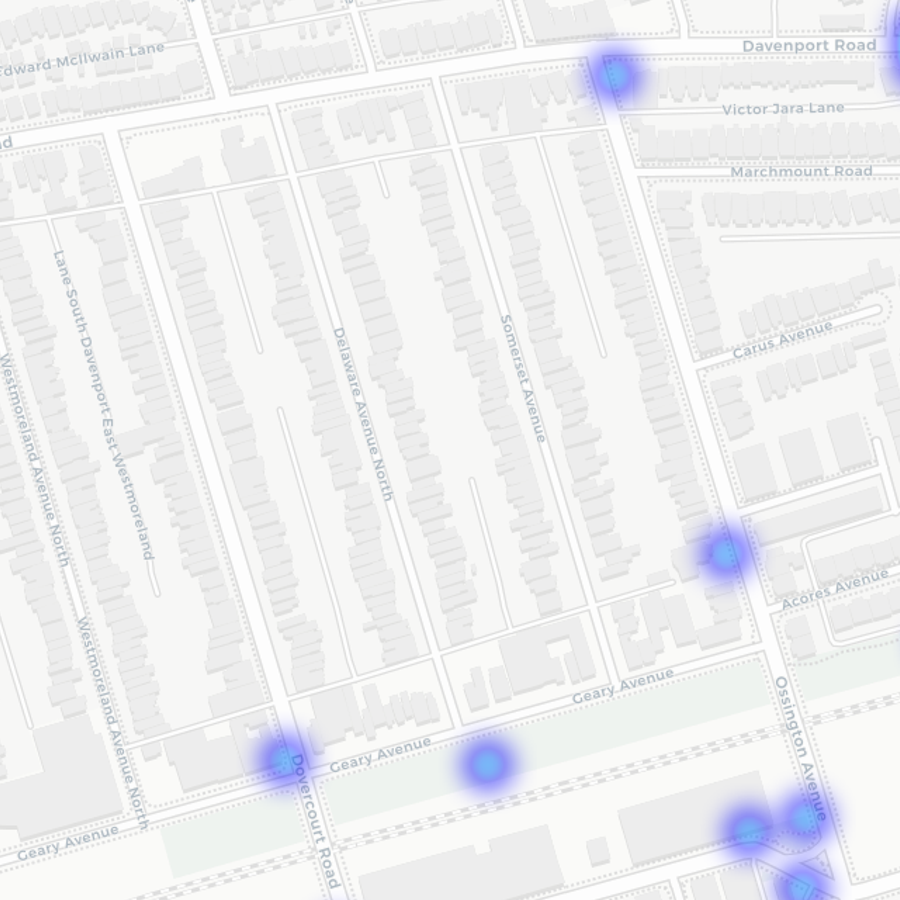 Edward McIlwain Lane
Davenport Road
Victor Jara Lane
Marchmount Road
Carus Avenue
Lane South Davenport East Westmoreland
Delaware Avenue North
Somerset Avenue
Westmoreland Avenue North
Acores Avenue
Westmoreland Avenue North
Geary Avenue
Geary Avenue
Ossington Avenue
Dovercourt Road
Geary Avenue